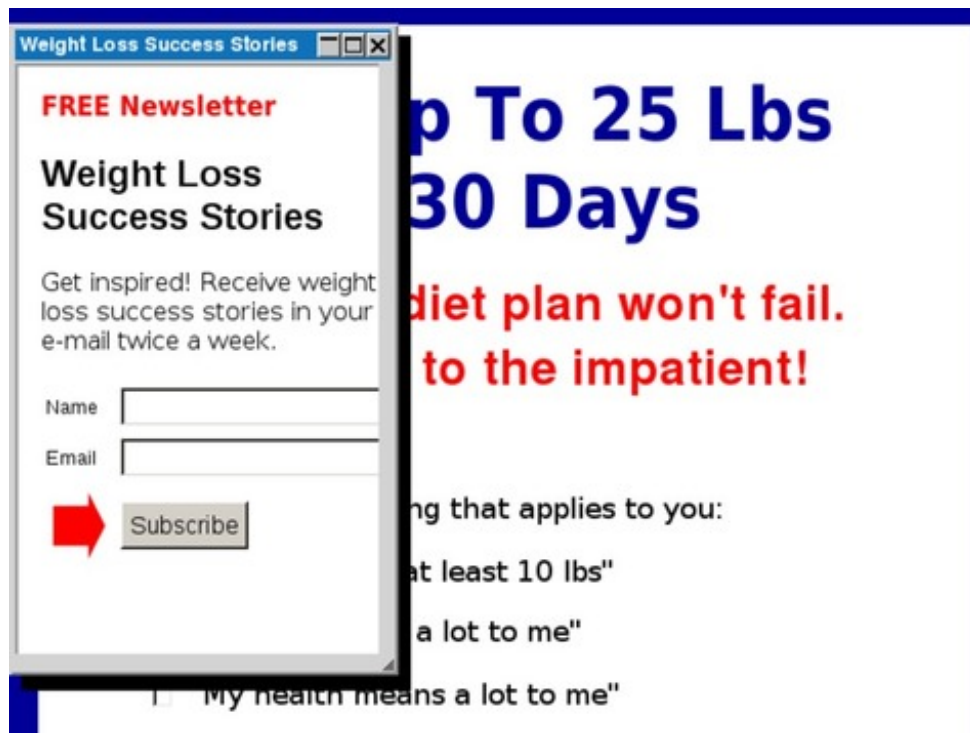 Weight Loss Success Stories
FREE Newsletter
Weight Loss
Success Stories
Get inspired! Receive weight
loss success stories in your
e-mail twice a week.
Name
Email
Subscribe
p To 25 Lbs
30 Days
diet plan won't fail.
to the impatient!
ng that applies to you:
at least 10 lbs"
a lot to me"
My health means a lot to me"